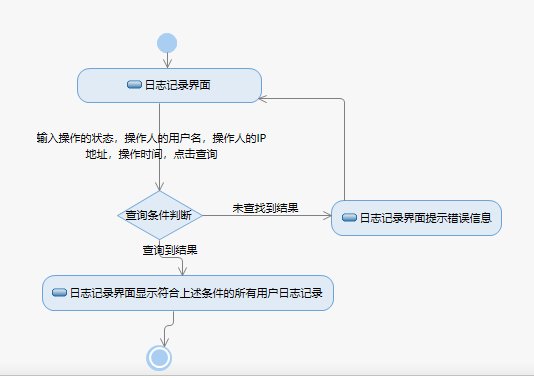 日志记录界面
输入操作的状态，操作人的用户名，操作人的IP
地址，操作时间，点击查询
查询条件判断
未查找到结果
日志记录界面提示错误信息
查询到结果
日志记录界面显示符合上述条件的所有用户日志记录